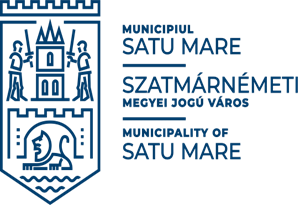 MUNICIPIUL
SATU MARE
SZATMÁRNÉMETI
MEGYEI JOGÚ VÁROS
MUNICIPALITY OF
SATU MARE